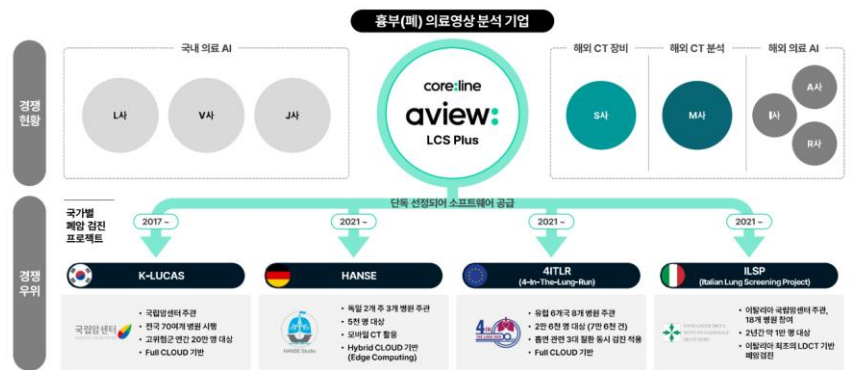 흉부(폐) 의료영상 분석 기업
경쟁
현황
국내 의료 AI
L사
V사
J사
core:line
aview:
LCS Plus
해외 CT 장비
해외 CT 분석
해외 의료 AI
S사
M사
A사
I사
R사
경쟁
우위
국가별
폐암 검진
프로젝트
단독 선정되어 소프트웨어 공급
2017 ~
2021 ~
2021 ~
2021 ~
K-LUCAS
국립암센터
• 국립암센터 주관
• 전국 70여개 병원 시행
• 고위험군 연간 20만 명 대상
• Full CLOUD 기반
HANSE
HANSE Studie
• 독일 2개 주 3개 병원 주관
• 5천 명 대상
• 모바일 CT 활용
• Hybrid CLOUD 기반
(Edge Computing)
4ITLR
(4-In-The-Lung-Run)
• 유럽 6개국 8개 병원 주관
• 2만 6천 명 대상 (7만 6천 건)
• 흡연 관련 3대 질환 동시 검진 적용
• Full CLOUD 기반
ILSP
(Italian Lung Screening Project)
• 이탈리아 국립암센터 주관,
18개 병원 참여
• 2년간 약 1만 명 대상
• 이탈리아 최초의 LDCT 기반
폐암검진